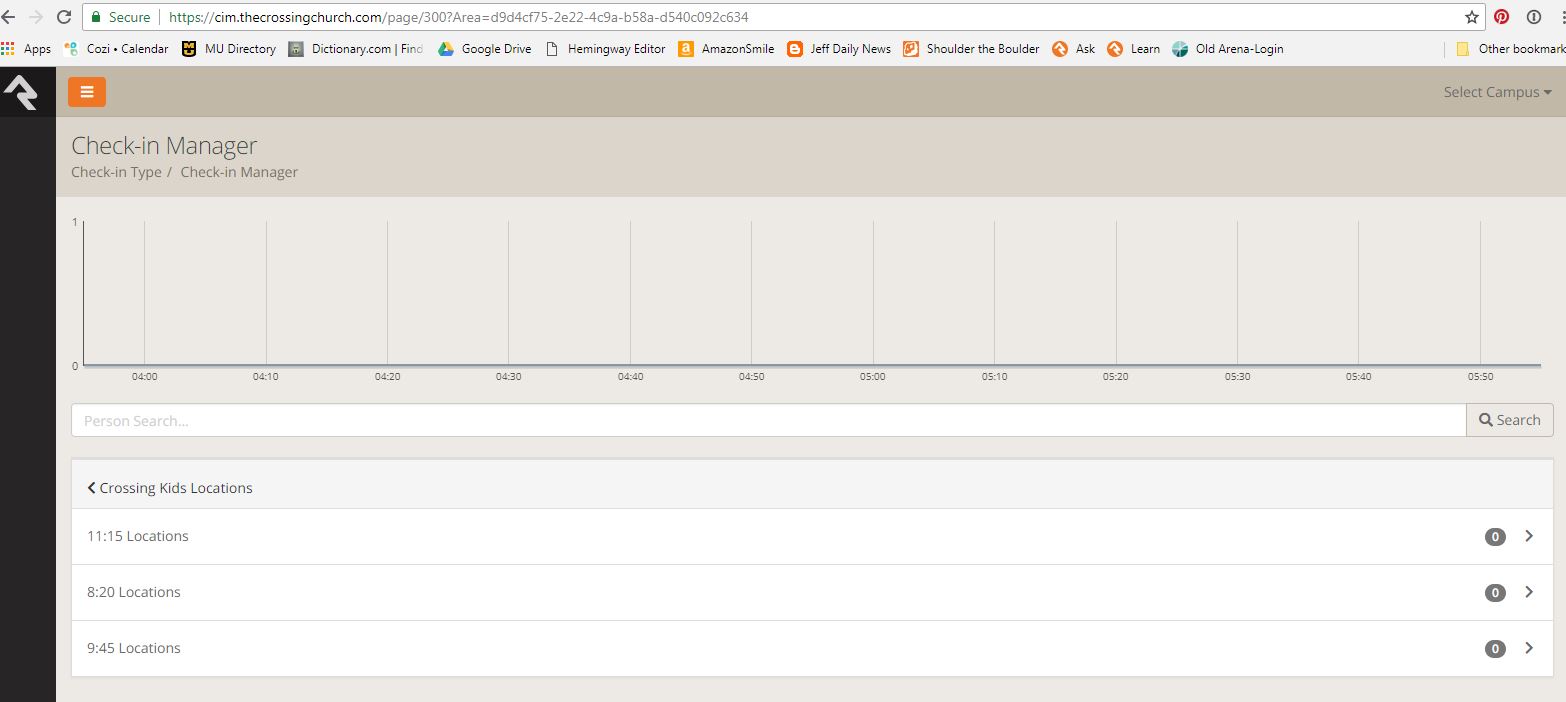 Secure https://cim.thecrossingchurch.com/page/300?Area=d9d4cf75-2e22-4c9a-b58a-d540c092c634
Apps Cozi • Calendar MU Directory Dictionary.com | Find Google Drive Hemingway Editor AmazonSmile Jeff Daily News Shoulder the Boulder Ask Learn Old Arena-Login Other bookmark
Select Campus
Check-in Manager
Check-in Type / Check-in Manager
1
0
04:00 04:10 04:20 04:30 04:40 04:50 05:00 05:10 05:20 05:30 05:40 05:50
Person Search... Search
Crossing Kids Locations
11:15 Locations 0
8:20 Locations 0
9:45 Locations 0